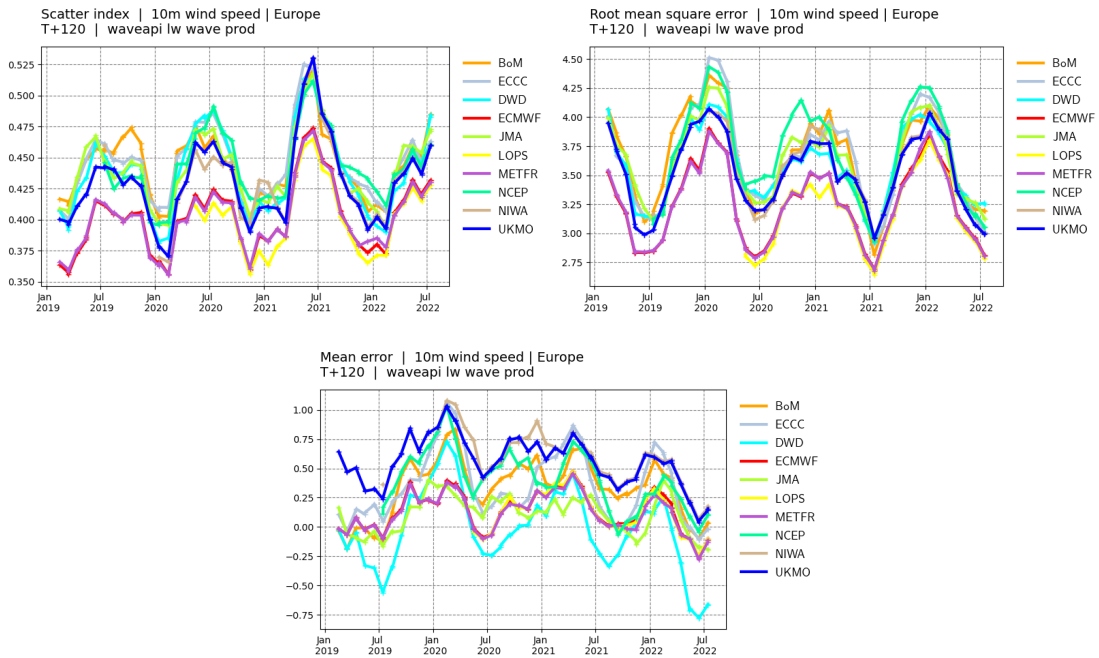 Scatter index | 10m wind speed | Europe
T+120 | waveapi lw wave prod
0.525
0.500
0.475
0.450
0.425
0.400
0.375
0.350
Jan
2019
Jul
2019
Jan
2020
Jul
2020
Jan
2021
Jul
2021
Jan
2022
Jul
2022
BoM
ECCC
DWD
ECMWF
JMA
LOPS
METFR
NCEP
NIWA
UKMO
Root mean square error | 10m wind speed | Europe
T+120 | waveapi lw wave prod
4.50
4.25
4.00
3.75
3.50
3.25
3.00
2.75
Jan
2019
Jul
2019
Jan
2020
Jul
2020
Jan
2021
Jul
2021
Jan
2022
Jul
2022
BoM
ECCC
DWD
ECMWF
JMA
LOPS
METFR
NCEP
NIWA
UKMO
Mean error | 10m wind speed | Europe
T+120 | waveapi lw wave prod
1.00
0.75
0.50
0.25
0.00
−0.25
−0.50
−0.75
Jan
2019
Jul
2019
Jan
2020
Jul
2020
Jan
2021
Jul
2021
Jan
2022
Jul
2022
BoM
ECCC
DWD
ECMWF
JMA
LOPS
METFR
NCEP
NIWA
UKMO